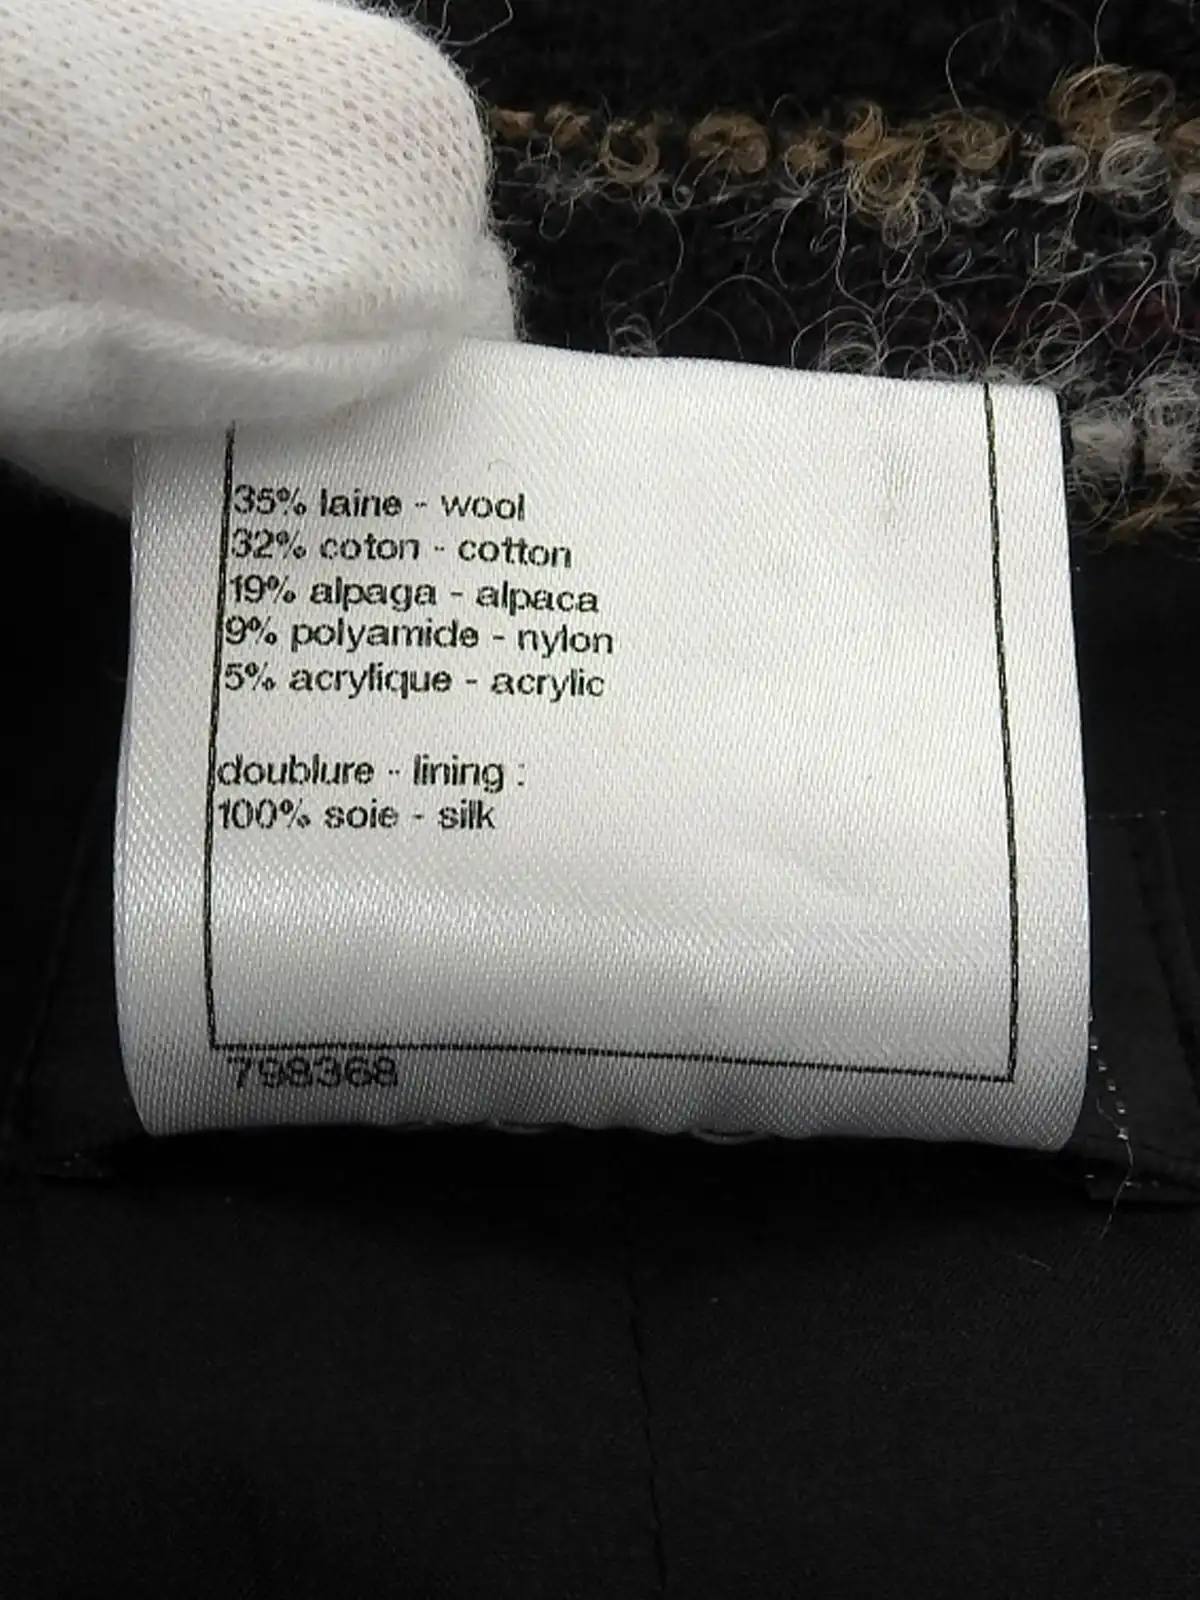 35% laine - wool
32% coton - cotton
19% alpaga - alpaca
9% polyamide - nylon
5% acrylique - acrylic
doublure - lining :
100% soie - silk
798368